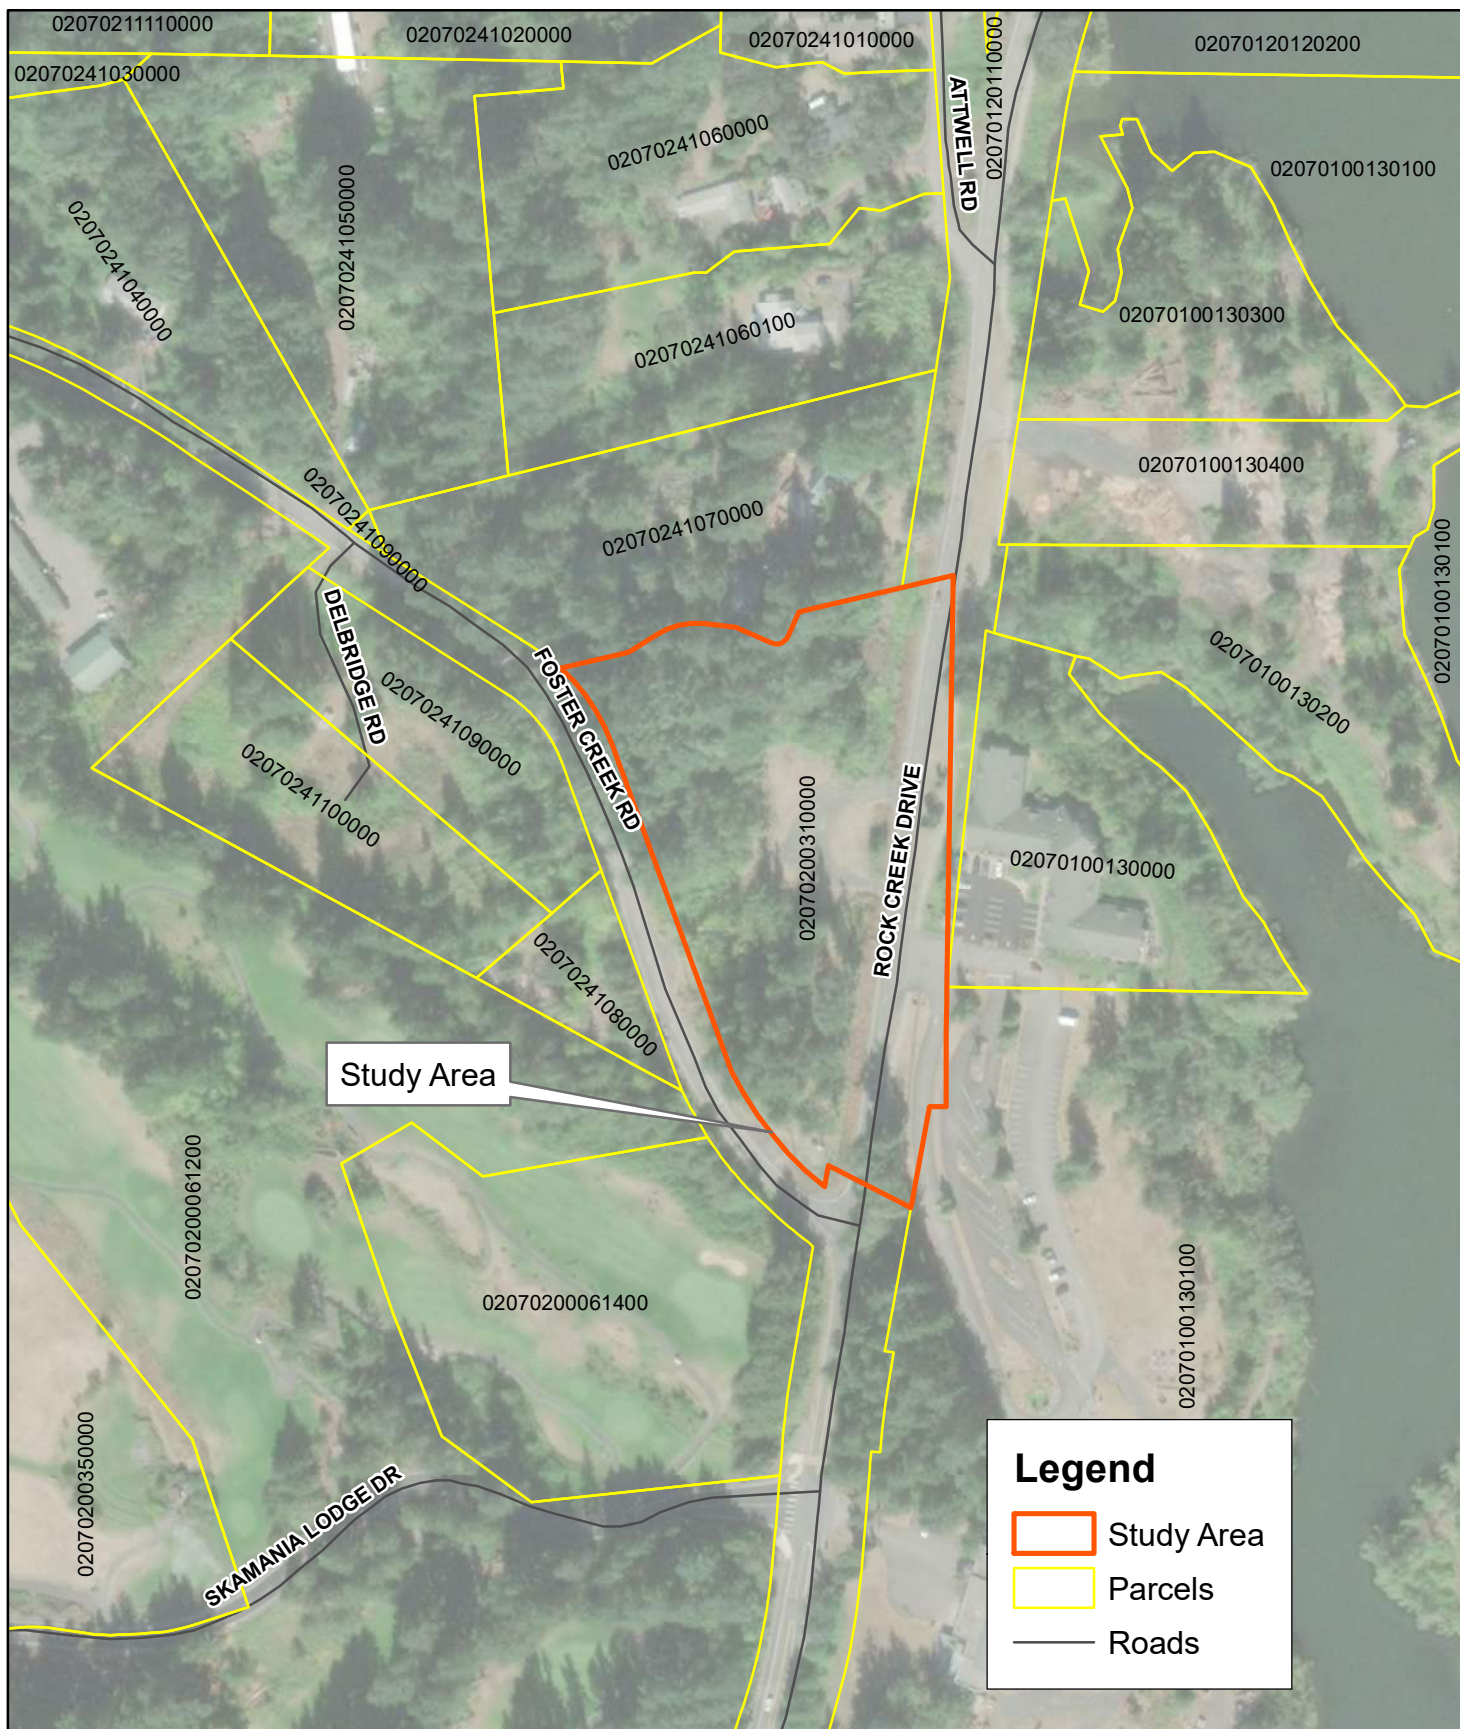 02070211110000
02070241020000
02070241010000
02070120110000
02070120120200
02070241030000
ATTWELL RD
02070241060000
02070100130100
02070241050000
02070241040000
02070100130300
02070241060100
02070100130400
02070241090000
02070241070000
02070100130100
DELBRIDGE RD
FOSTER CREEK RD
02070241090000
02070100130200
02070241100000
02070200310000
ROCK CREEK DRIVE
02070100130000
02070241080000
Study Area
02070200061200
02070200061400
02070100130100
02070200350000
SKAMANIA LODGE DR
Legend
Study Area
Parcels
Roads